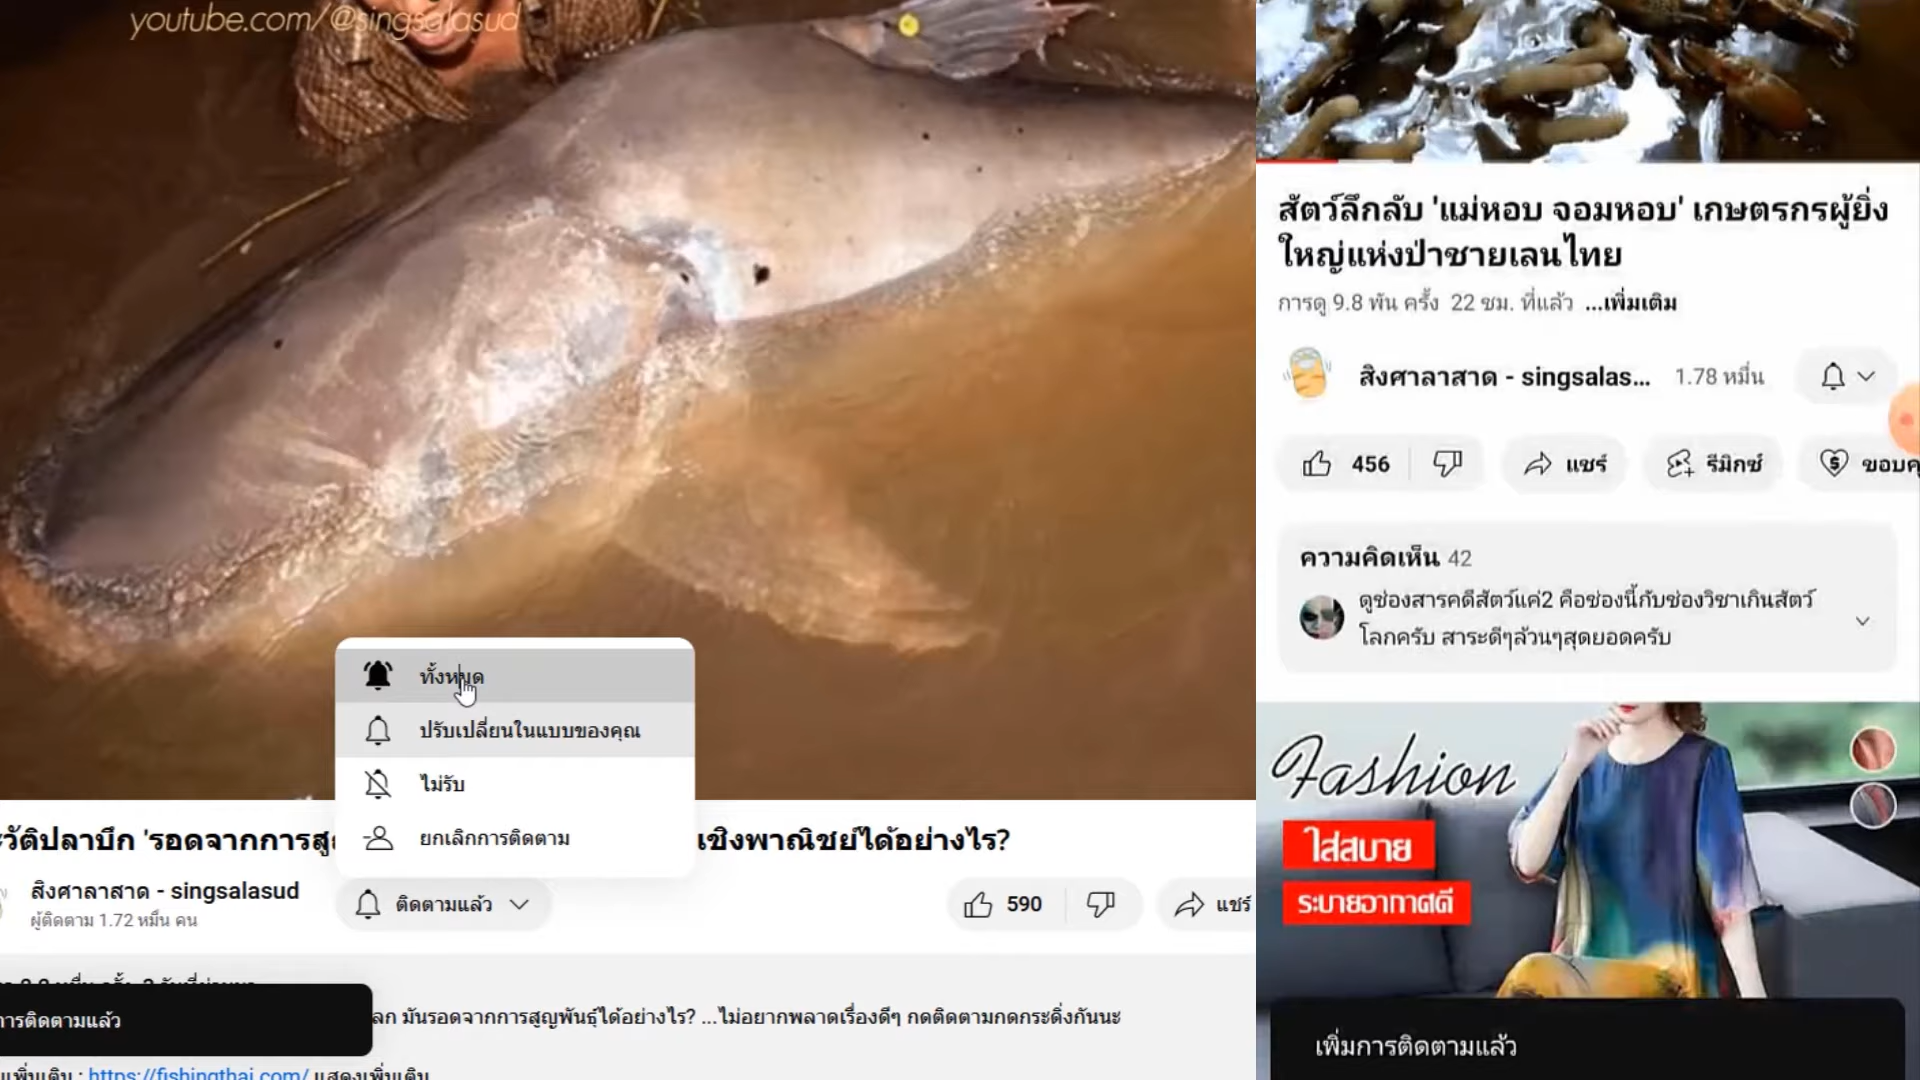 youtube.com/@singsalasud
ทั้งหมด
ปรับเปลี่ยนในแบบของคุณ
ไม่รับ
ยกเลิกการติดตาม
วัติปลาบึก 'รอดจากการสู
เชิงพาณิชย์ได้อย่างไร?
สิงศาลาสาด - singsalasud
ผู้ติดตาม 1.72 หมื่น คน
ติดตามแล้ว
590
แชร์
การติดตามแล้ว
ลก มันรอดจากการสูญพันธุ์ได้อย่างไร? ...ไม่อยากพลาดเรื่องดีๆ กดติดตามกดกระดิ่งกันนะ
เพิ่มเติม : https://fishingthai.com/ แสดงเพิ่มเติม
สัตว์ลึกลับ 'แม่หอบ จอมหอบ' เกษตรกรผู้ยิ่ง
ใหญ่แห่งป่าชายเลนไทย
การดู 9.8 พัน ครั้ง 22 ชม. ที่แล้ว ...เพิ่มเติม
สิงศาลาสาด - singsalas... 1.78 หมื่น
456
แชร์
รีมิกซ์
ขอบคุ
ความคิดเห็น 42
ดูช่องสารคดีสัตว์แค่2 คือช่องนี้กับช่องวิชาเกินสัตว์
โลกครับ สาระดีๆล้วนๆสุดยอดครับ
Fashion
ใส่สบาย
ระบายอากาศดี
เพิ่มการติดตามแล้ว